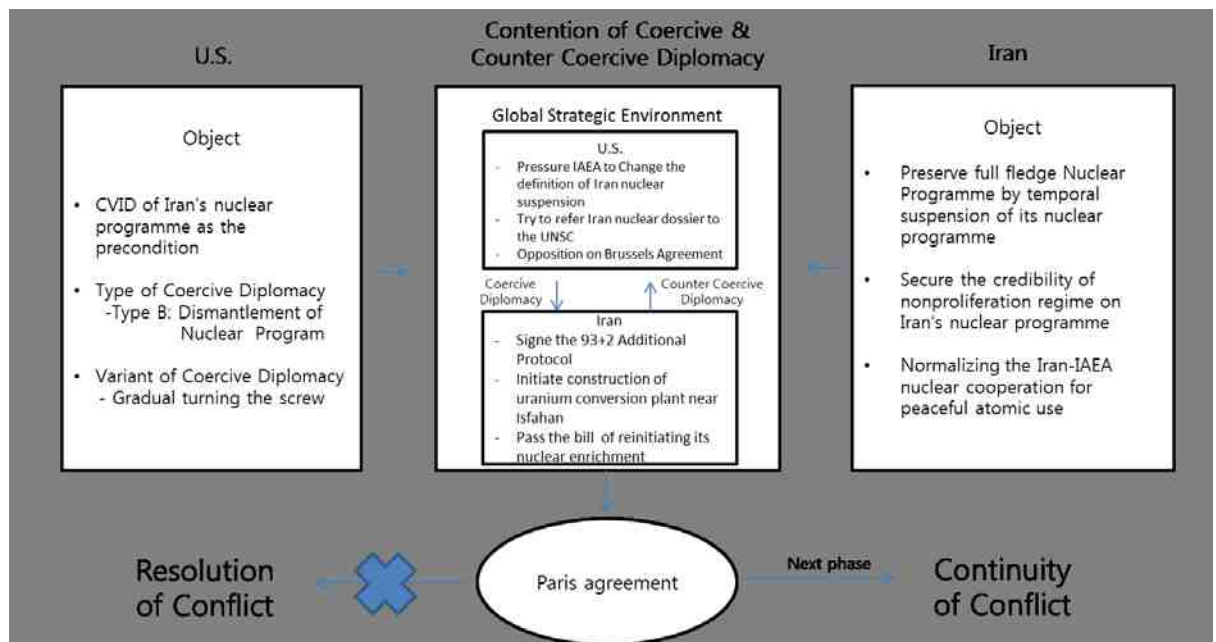 U.S.
Object
• CVID of Iran's nuclear
programme as the
precondition
• Type of Coercive Diplomacy
-Type B: Dismantlement of
Nuclear Program
• Variant of Coercive Diplomacy
- Gradual turning the screw
Contention of Coercive &
Counter Coercive Diplomacy
Global Strategic Environment
U.S.
- Pressure IAEA to Change the
definition of Iran nuclear
suspension
- Try to refer Iran nuclear dossier to
the UNSC
- Opposition on Brussels Agreement
Coercive
Diplomacy
Counter Coercive
Diplomacy
Iran
- Signe the 93+2 Additional
Protocol
- Initiate construction of
uranium conversion plant near
Isfahan
- Pass the bill of reinitiating its
nuclear enrichment
Iran
Object
• Preserve full fledge Nuclear
Programme by temporal
suspension of its nuclear
programme
• Secure the credibility of
nonproliferation regime on
Iran's nuclear programme
• Normalizing the Iran-IAEA
nuclear cooperation for
peaceful atomic use
Resolution
of Conflict
Paris agreement
Next phase
Continuity
of Conflict